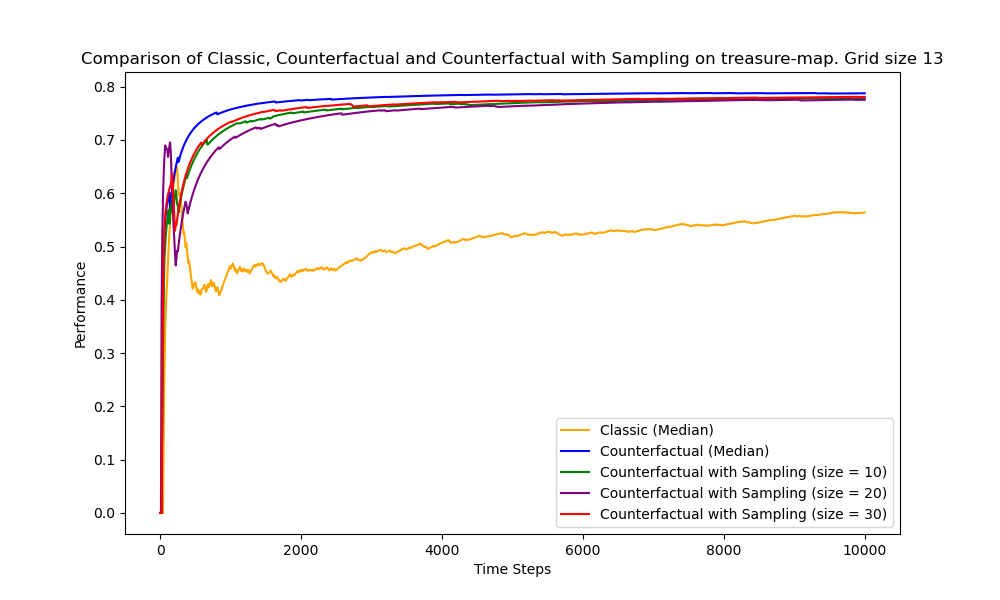 Comparison of Classic, Counterfactual and Counterfactual with Sampling on treasure-map. Grid size 13
Performance
0.8
0.7
0.6
0.5
0.4
0.3
0.2
0.1
0.0
Classic (Median)
Counterfactual (Median)
Counterfactual with Sampling (size = 10)
Counterfactual with Sampling (size = 20)
Counterfactual with Sampling (size = 30)
0
2000
4000
6000
8000
10000
Time Steps